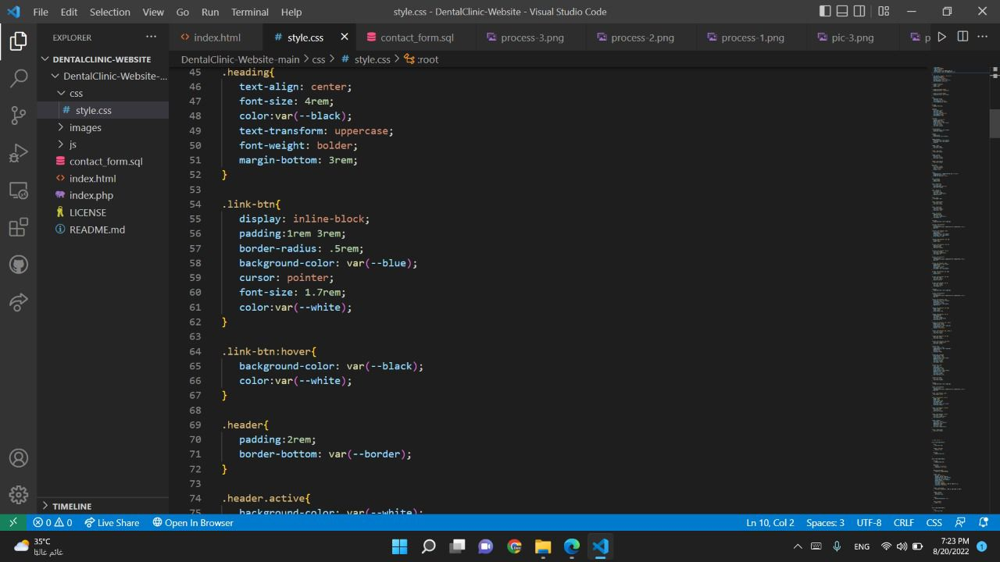 File Edit Selection View Go Run Terminal Help style.css - DentalClinic-Website - Visual Studio Code
EXPLORER
DENTALCLINIC-WEBSITE
DentalClinic-Website-...
css
style.css
images
js
contact_form.sql
index.html
index.php
LICENSE
README.md
TIMELINE
index.html style.css contact_form.sql process-3.png process-2.png process-1.png pic-3.png p
DentalClinic-Website-main > css > style.css > :root
45 .heading{
46 text-align: center;
47 font-size: 4rem;
48 color:var(--black);
49 text-transform: uppercase;
50 font-weight: bolder;
51 margin-bottom: 3rem;
52 }
53
54 .link-btn{
55 display: inline-block;
56 padding:1rem 3rem;
57 border-radius: .5rem;
58 background-color: var(--blue);
59 cursor: pointer;
60 font-size: 1.7rem;
61 color:var(--white);
62 }
63
64 .link-btn:hover{
65 background-color: var(--black);
66 color:var(--white);
67 }
68
69 .header{
70 padding:2rem;
71 border-bottom: var(--border);
72 }
73
74 .header.active{
75 background-color: var(--white);
0 0 Live Share Open In Browser Ln 10, Col 2 Spaces: 3 UTF-8 CRLF CSS
35°C
غائم غالبًا
ENG
7:23 PM
8/20/2022
1